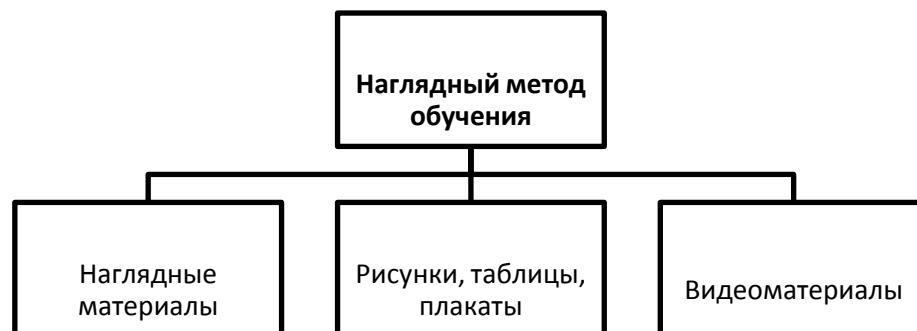 Наглядный метод
обучения
Наглядные
материалы
Рисунки, таблицы,
плакаты
Видеоматериалы